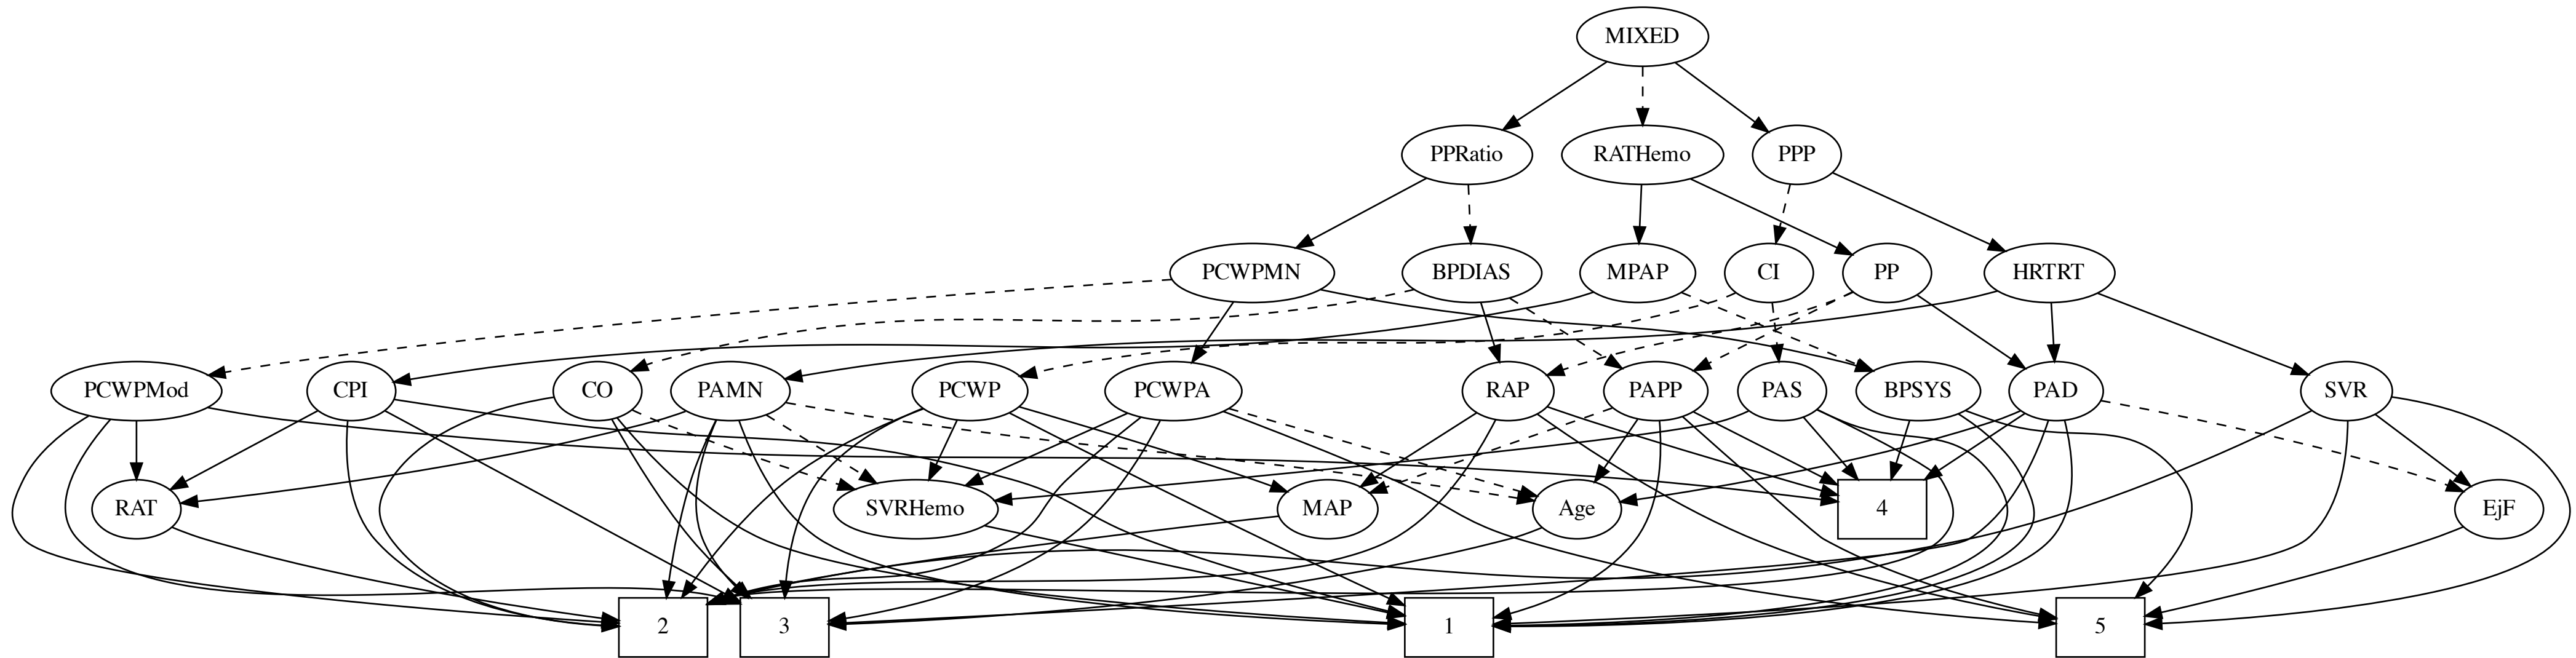 MIXED
PPRatio RATHemo PPP
PCWPMN BPDIAS MPAP CI PP HRTRT
PCWPMod CPI CO PAMN PCWP PCWPA RAP PAPP PAS BPSYS PAD SVR
RAT SVRHemo MAP Age 4 EjF
2 3 1 5